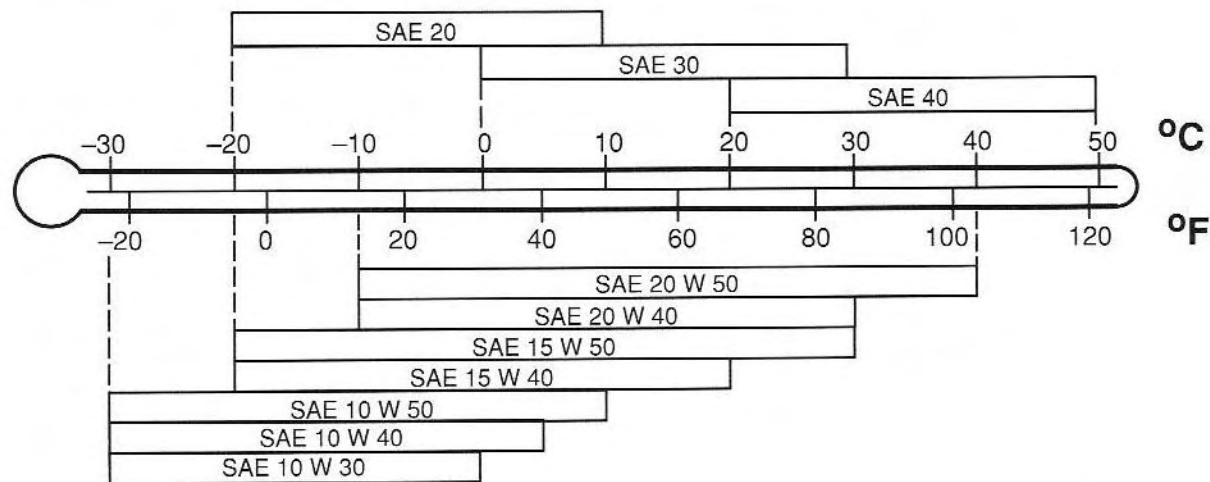 SAE 20
SAE 30
SAE 40
–30 –20 –10 0 10 20 30 40 50 °C
–20 0 20 40 60 80 100 120 °F
SAE 20 W 50
SAE 20 W 40
SAE 15 W 50
SAE 15 W 40
SAE 10 W 50
SAE 10 W 40
SAE 10 W 30